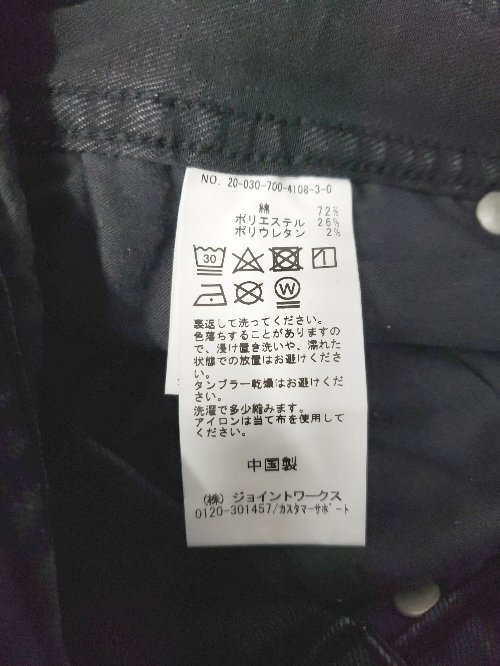 NO. 20-030-700-4108-3-0
綿 72%
ポリエステル 26%
ポリウレタン 2%
30
裏返して洗ってください。
色落ちすることがありますの
で、浸け置き洗いや、濡れた
状態での放置はお避けくださ
い。
タンブラー乾燥はお避けくだ
さい。
洗濯で多少縮みます。
アイロンは当て布を使用して
ください。
中国製
(株) ジョイントワークス
0120-301457/カスタマーサポート